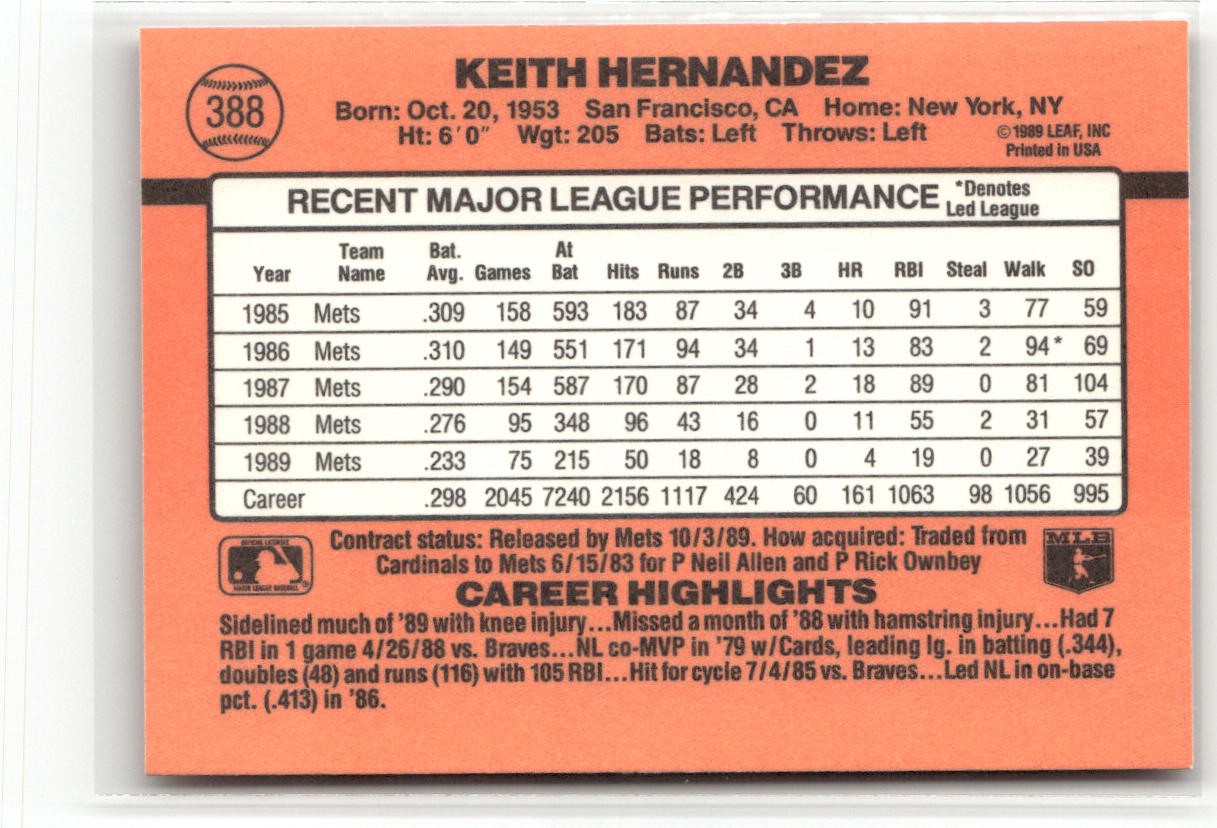 388
KEITH HERNANDEZ
Born: Oct. 20, 1953 San Francisco, CA Home: New York, NY
Ht: 6'0" Wgt: 205 Bats: Left Throws: Left
©1989 LEAF, INC
Printed in USA
RECENT MAJOR LEAGUE PERFORMANCE *Denotes Led League
Year Team Name Bat. Avg. Games At Bat Hits Runs 2B 3B HR RBI Steal Walk SO
1985 Mets .309 158 593 183 87 34 4 10 91 3 77 59
1986 Mets .310 149 551 171 94 34 1 13 83 2 94* 69
1987 Mets .290 154 587 170 87 28 2 18 89 0 81 104
1988 Mets .276 95 348 96 43 16 0 11 55 2 31 57
1989 Mets .233 75 215 50 18 8 0 4 19 0 27 39
Career .298 2045 7240 2156 1117 424 60 161 1063 98 1056 995
Contract status: Released by Mets 10/3/89. How acquired: Traded from
Cardinals to Mets 6/15/83 for P Neil Allen and P Rick Ownbey
OFFICIAL LICENSEE
MAJOR LEAGUE BASEBALL
MLB
CAREER HIGHLIGHTS
Sidelined much of '89 with knee injury...Missed a month of '88 with hamstring injury...Had 7
RBI in 1 game 4/26/88 vs. Braves...NL co-MVP in '79 w/Cards, leading lg. in batting (.344),
doubles (48) and runs (116) with 105 RBI...Hit for cycle 7/4/85 vs. Braves...Led NL in on-base
pct. (.413) in '86.